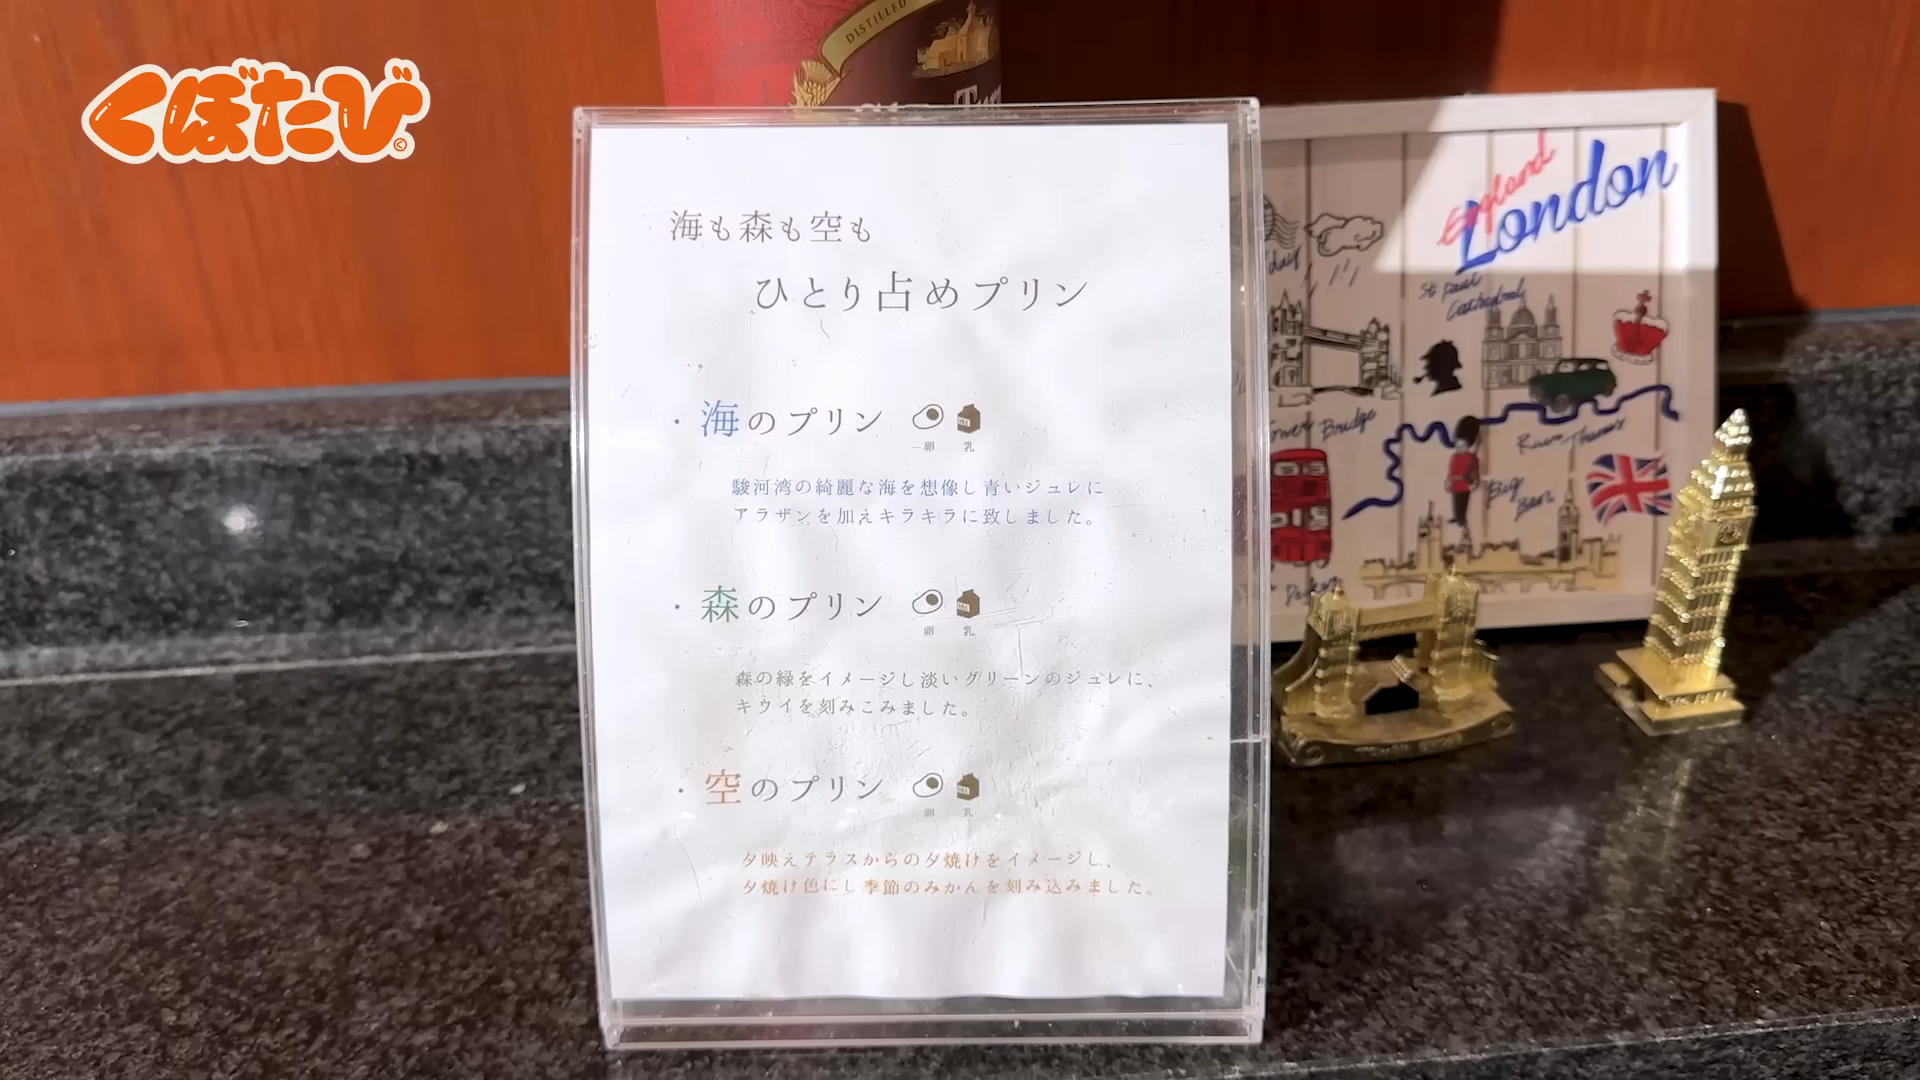 くぼたび
DISTILLED
海も森も空も
ひとり占めプリン
・海のプリン
卵 乳
駿河湾の綺麗な海を想像し青いジュレに
アラザンを加えキラキラに致しました。
・森のプリン
卵 乳
森の緑をイメージし淡いグリーンのジュレに、
キウイを刻みこみました。
・空のプリン
卵 乳
夕映えテラスからの夕焼けをイメージし、
夕焼け色にし季節のみかんを刻み込みました。
England
London
St Paul
Cathedral
Tower Bridge
River Thames
Big
Ben